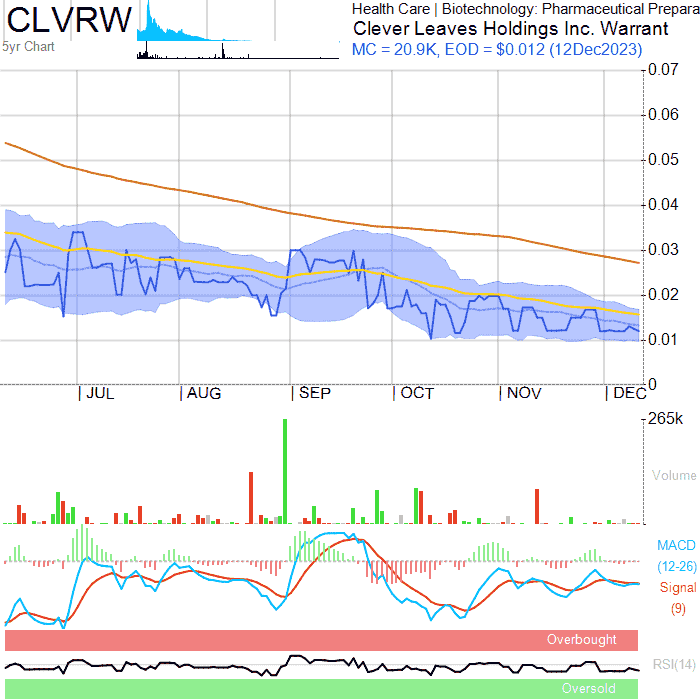 CLVRW
Health Care | Biotechnology: Pharmaceutical Prepara
Clever Leaves Holdings Inc. Warrant
MC = 20.9K, EOD = $0.012 (12Dec2023)
5yr Chart
0.07
0.06
0.05
0.04
0.03
0.02
0.01
0
| JUL | AUG | SEP | OCT | NOV | DEC
265k
Volume
MACD
(12-26)
Signal
(9)
Overbought
RSI(14)
Oversold